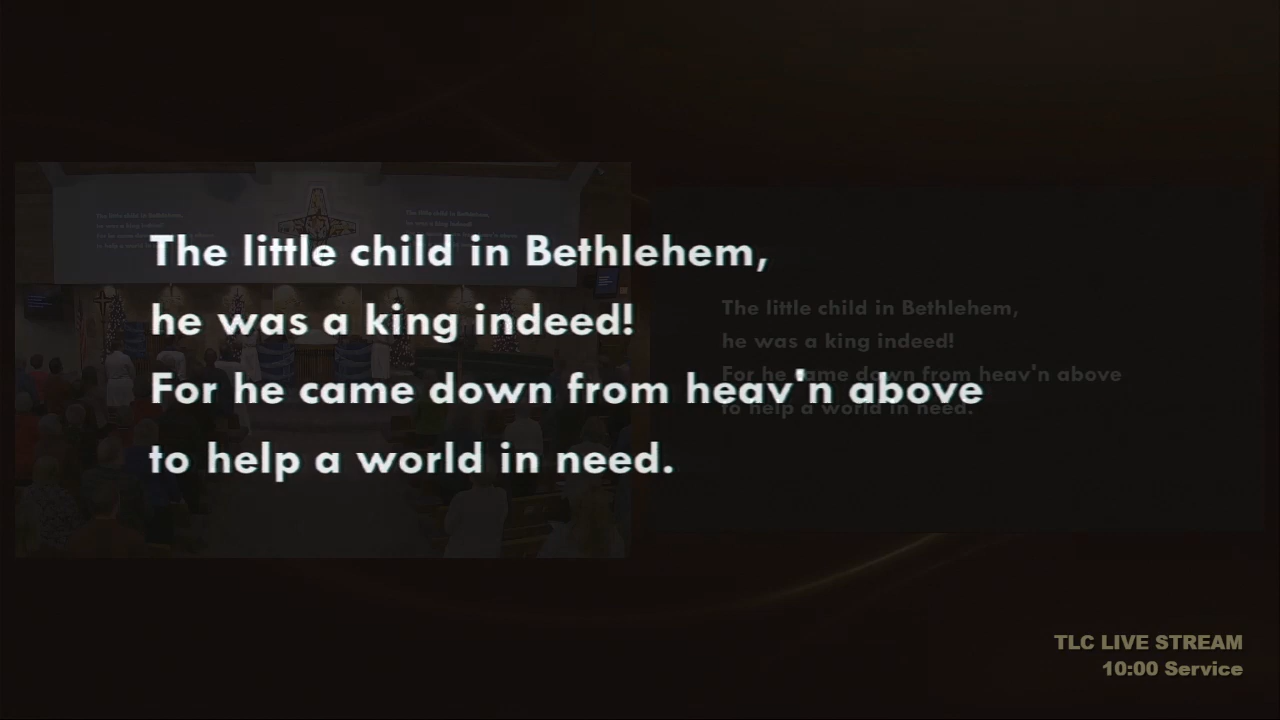 The little child in Bethlehem,
he was a king indeed!
For he came down from heav'n above
to help a world in need.
The little child in Bethlehem,
he was a king indeed!
For he came down from heav'n above
to help a world in need.
TLC LIVE STREAM
10:00 Service